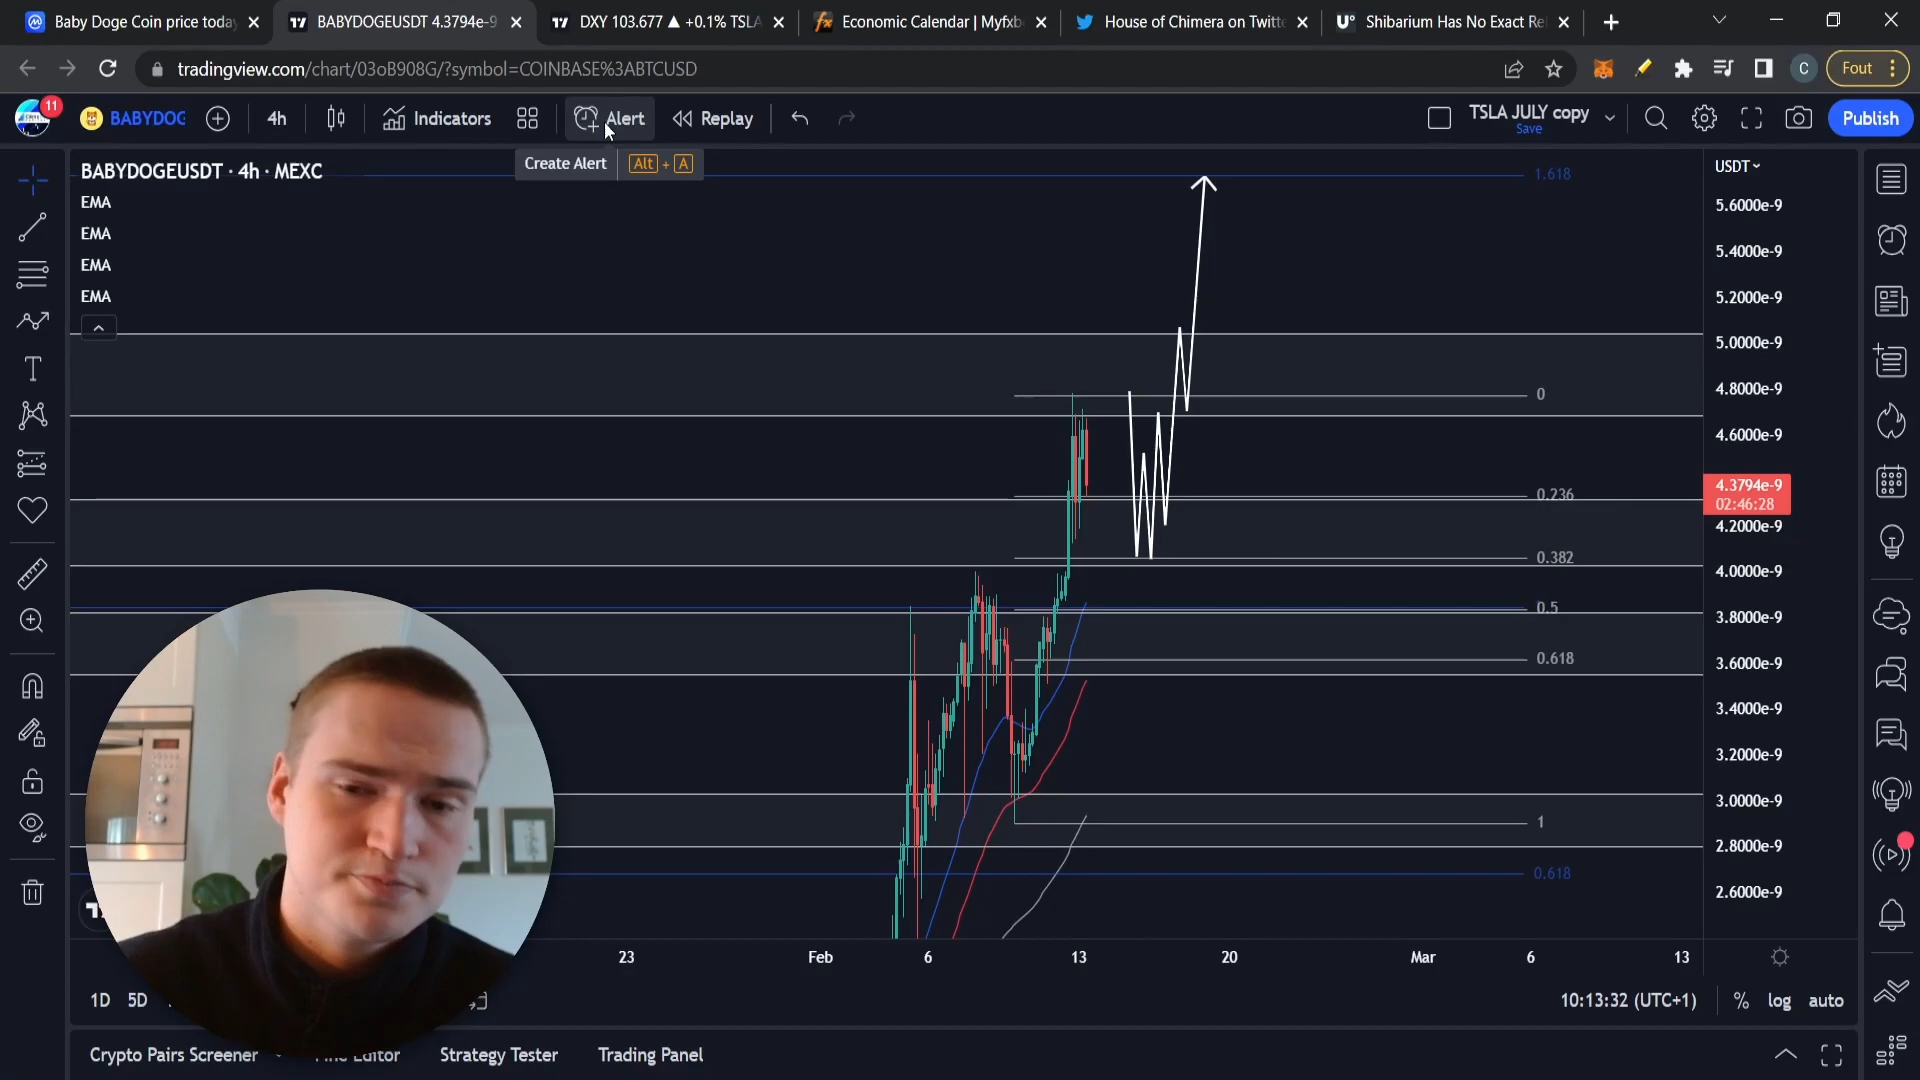 Baby Doge Coin price today
BABYDOGEUSDT 4.3794e-9
DXY 103.677 ▲ +0.1% TSLA
Economic Calendar | Myfxb
House of Chimera on Twitte
Shibarium Has No Exact Re
tradingview.com/chart/03oB908G/?symbol=COINBASE%3ABTCUSD
C
Fout
11
BABYDOG
4h
Indicators
Alert
Replay
TSLA JULY copy
Save
Publish
Create Alert
Alt + A
BABYDOGEUSDT · 4h · MEXC
EMA
EMA
EMA
EMA
USDT
5.6000e-9
5.4000e-9
5.2000e-9
5.0000e-9
4.8000e-9
4.6000e-9
4.3794e-9
02:46:28
4.2000e-9
4.0000e-9
3.8000e-9
3.6000e-9
3.4000e-9
3.2000e-9
3.0000e-9
2.8000e-9
2.6000e-9
1.618
0
0.236
0.382
0.5
0.618
1
0.618
23
Feb
6
13
20
Mar
6
13
1D 5D
10:13:32 (UTC+1)
% log auto
Crypto Pairs Screener
Editor
Strategy Tester
Trading Panel